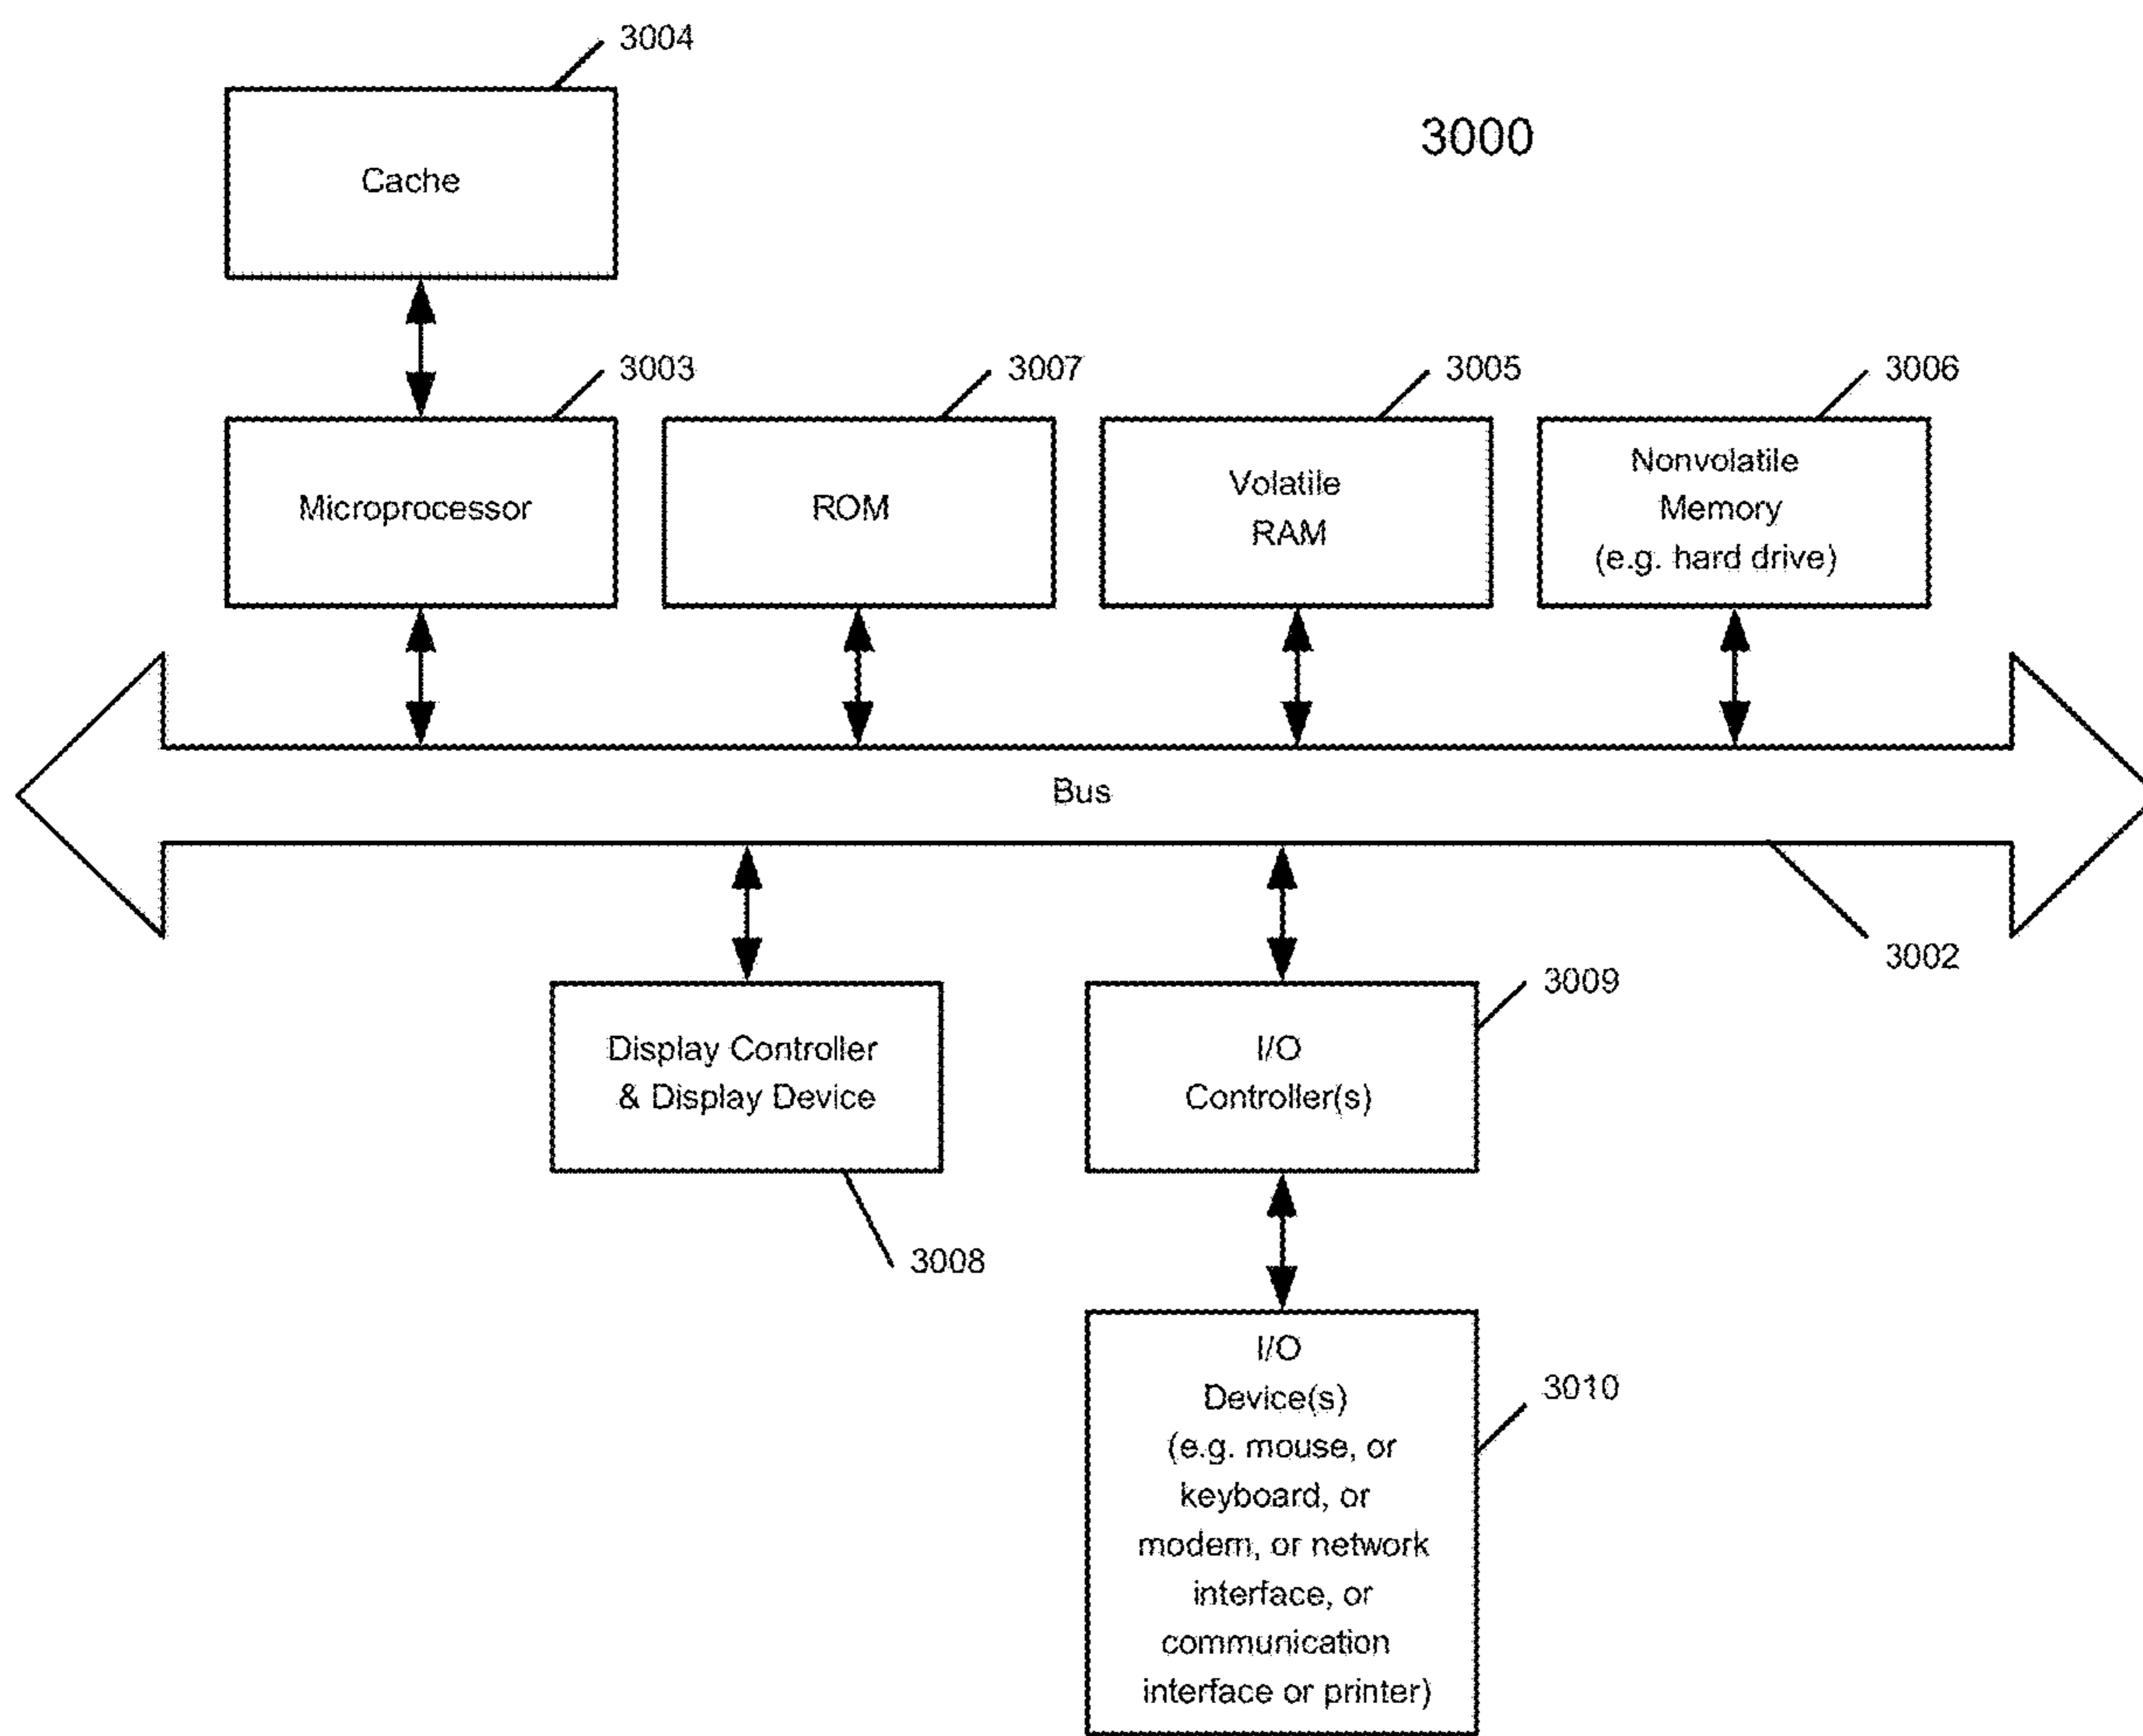 3004
3000
Cache
3003
3007
3005
3006
Microprocessor
ROM
Volatile
RAM
Nonvolatile
Memory
(e.g. hard drive)
Bus
3002
3009
Display Controller
& Display Device
I/O
Controller(s)
3008
I/O
Device(s)
(e.g. mouse, or
keyboard, or
modem, or network
interface, or
communication
interface or printer)
3010